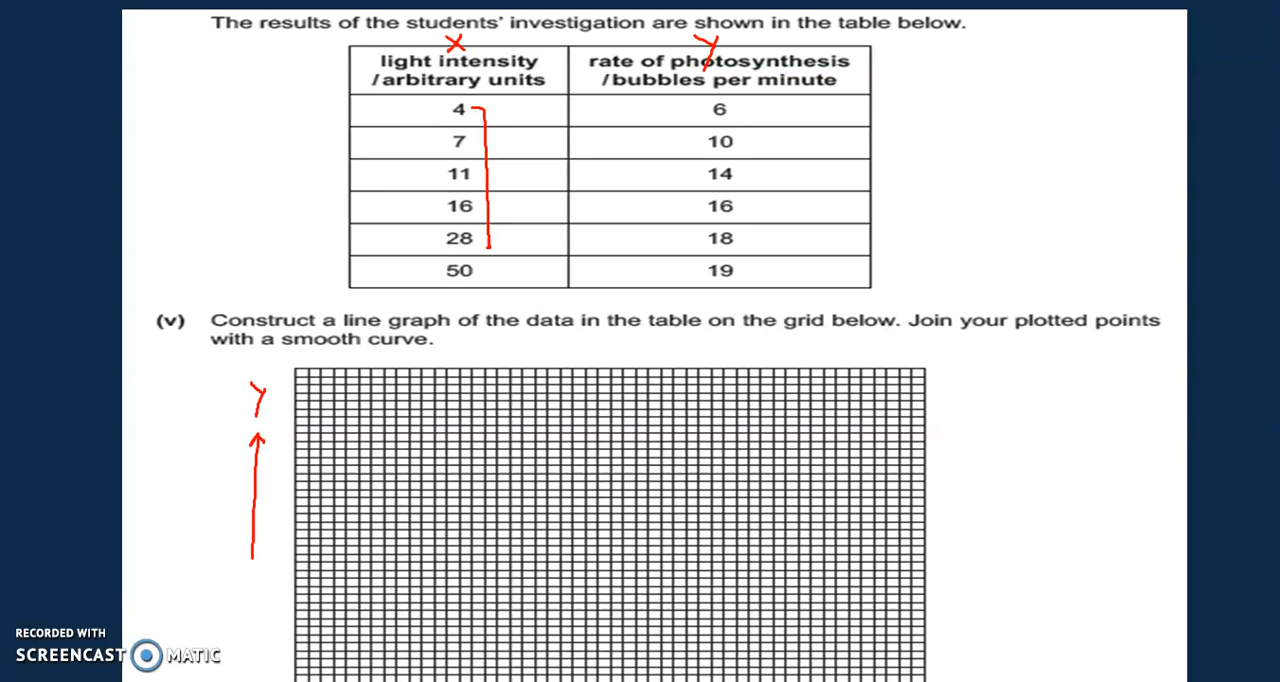 The results of the students' investigation are shown in the table below.
x y
light intensity rate of photosynthesis
/arbitrary units /bubbles per minute
4 6
7 10
11 14
16 16
28 18
50 19
(v) Construct a line graph of the data in the table on the grid below. Join your plotted points
with a smooth curve.
y
RECORDED WITH
SCREENCAST MATIC